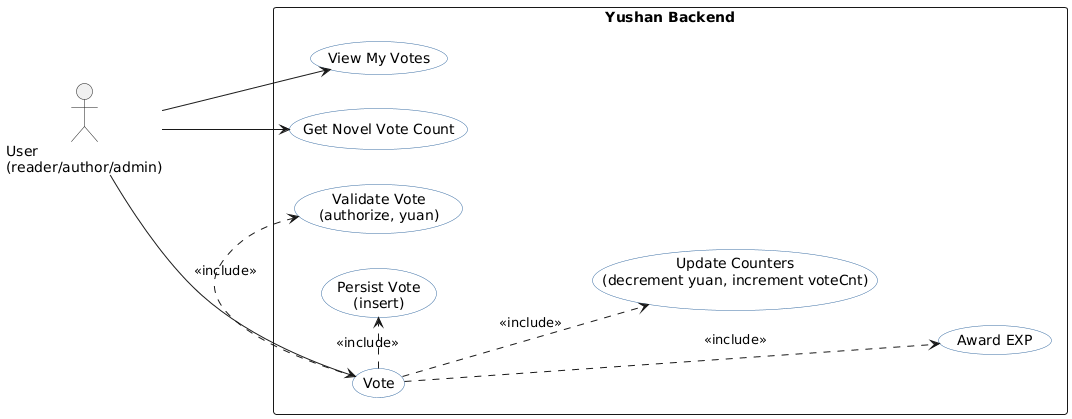 Yushan Backend
View My Votes
Get Novel Vote Count
User
(reader/author/admin)
Validate Vote
(authorize, yuan)
«include»
Persist Vote
(insert)
Update Counters
(decrement yuan, increment voteCnt)
«include»
«include»
«include»
Award EXP
Vote